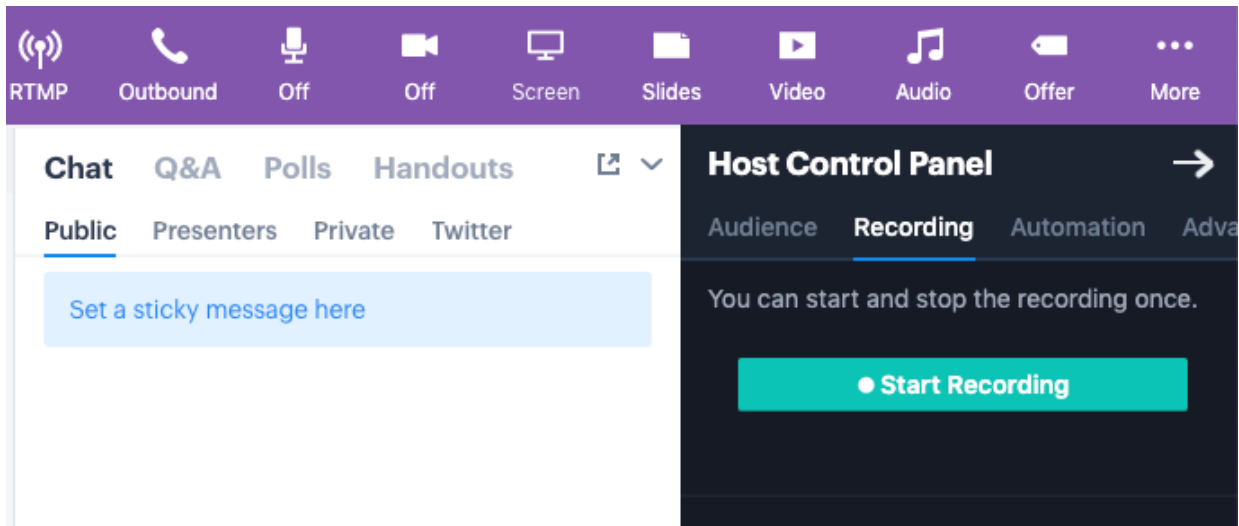 RTMP Outbound Off Off Screen Slides Video Audio Offer More
Chat Q&A Polls Handouts
Public Presenters Private Twitter
Set a sticky message here
Host Control Panel
Audience Recording Automation Adva
You can start and stop the recording once.
Start Recording